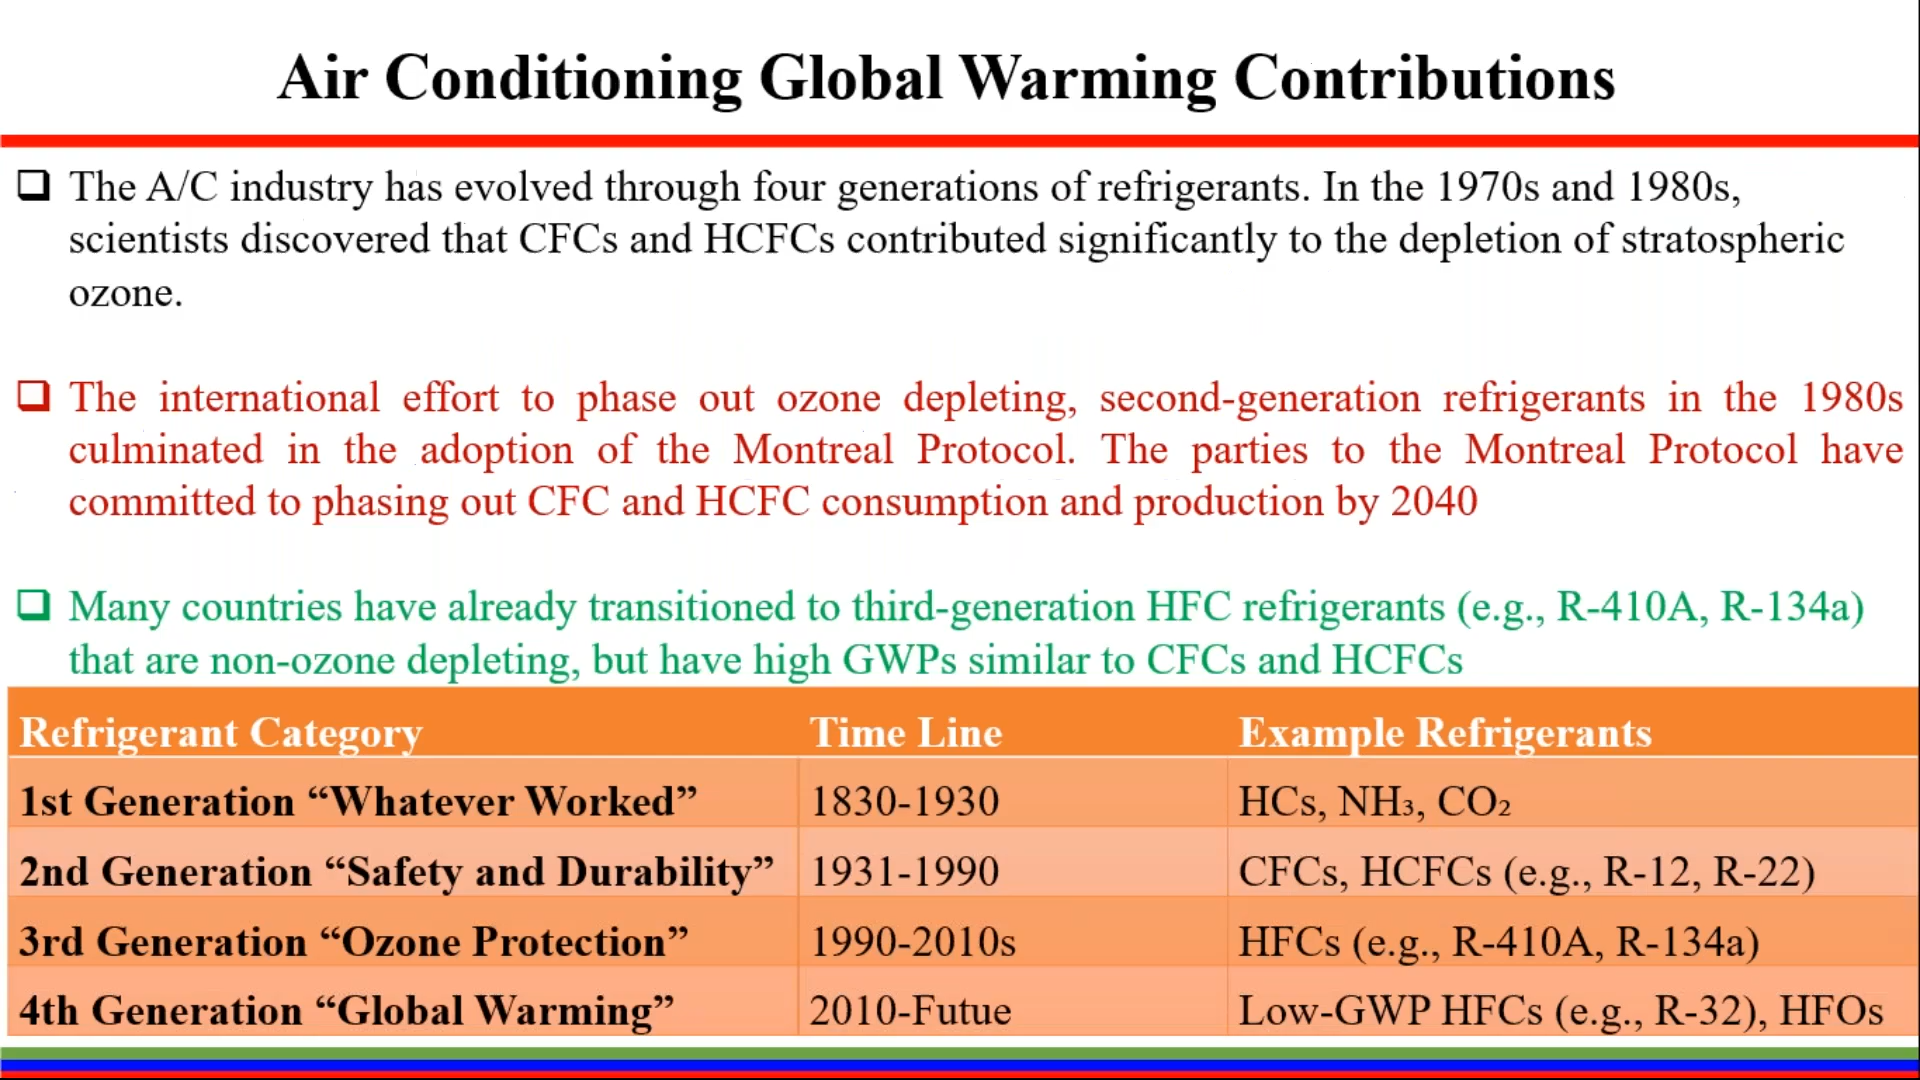 Air Conditioning Global Warming Contributions
❑ The A/C industry has evolved through four generations of refrigerants. In the 1970s and 1980s,
scientists discovered that CFCs and HCFCs contributed significantly to the depletion of stratospheric
ozone.
❑ The international effort to phase out ozone depleting, second-generation refrigerants in the 1980s
culminated in the adoption of the Montreal Protocol. The parties to the Montreal Protocol have
committed to phasing out CFC and HCFC consumption and production by 2040
❑ Many countries have already transitioned to third-generation HFC refrigerants (e.g., R-410A, R-134a)
that are non-ozone depleting, but have high GWPs similar to CFCs and HCFCs
Refrigerant Category Time Line Example Refrigerants
1st Generation “Whatever Worked” 1830-1930 HCs, NH₃, CO₂
2nd Generation “Safety and Durability” 1931-1990 CFCs, HCFCs (e.g., R-12, R-22)
3rd Generation “Ozone Protection” 1990-2010s HFCs (e.g., R-410A, R-134a)
4th Generation “Global Warming” 2010-Futue Low-GWP HFCs (e.g., R-32), HFOs